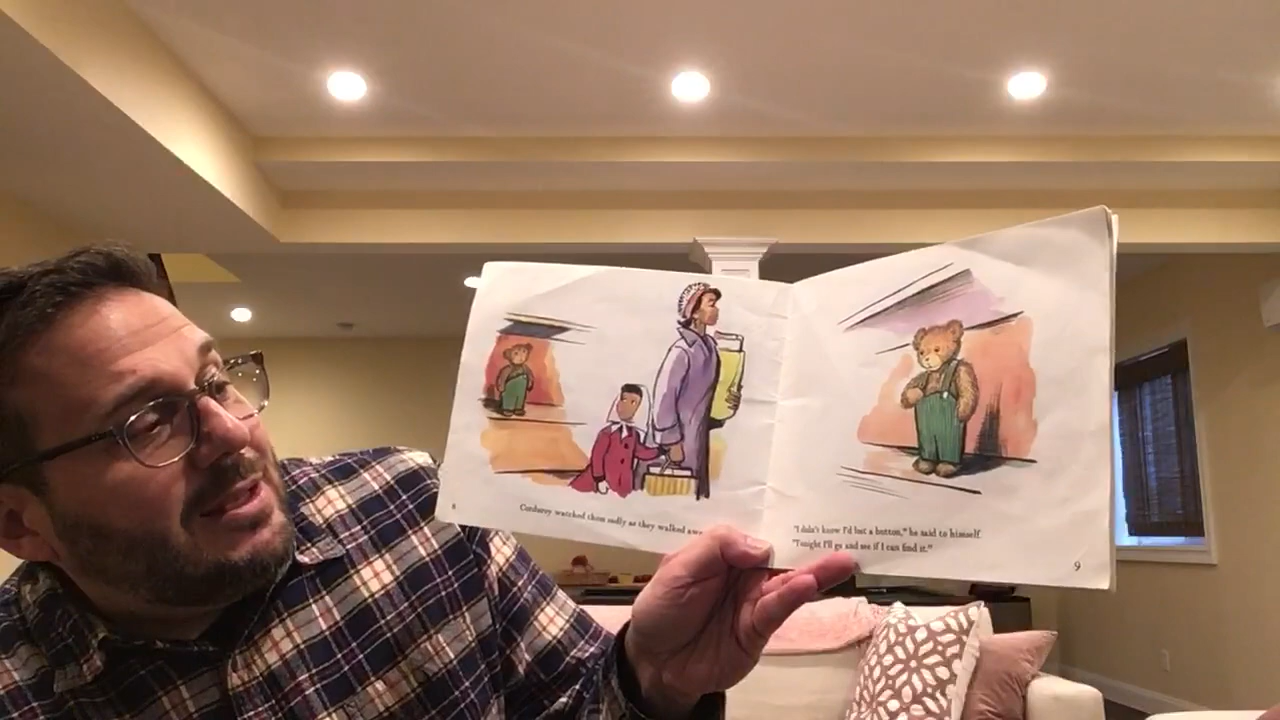 8
Corduroy watched them sadly as they walked
"I didn't know I'd lost a button," he said to himself.
"Tonight I'll go and see if I can find it."
9